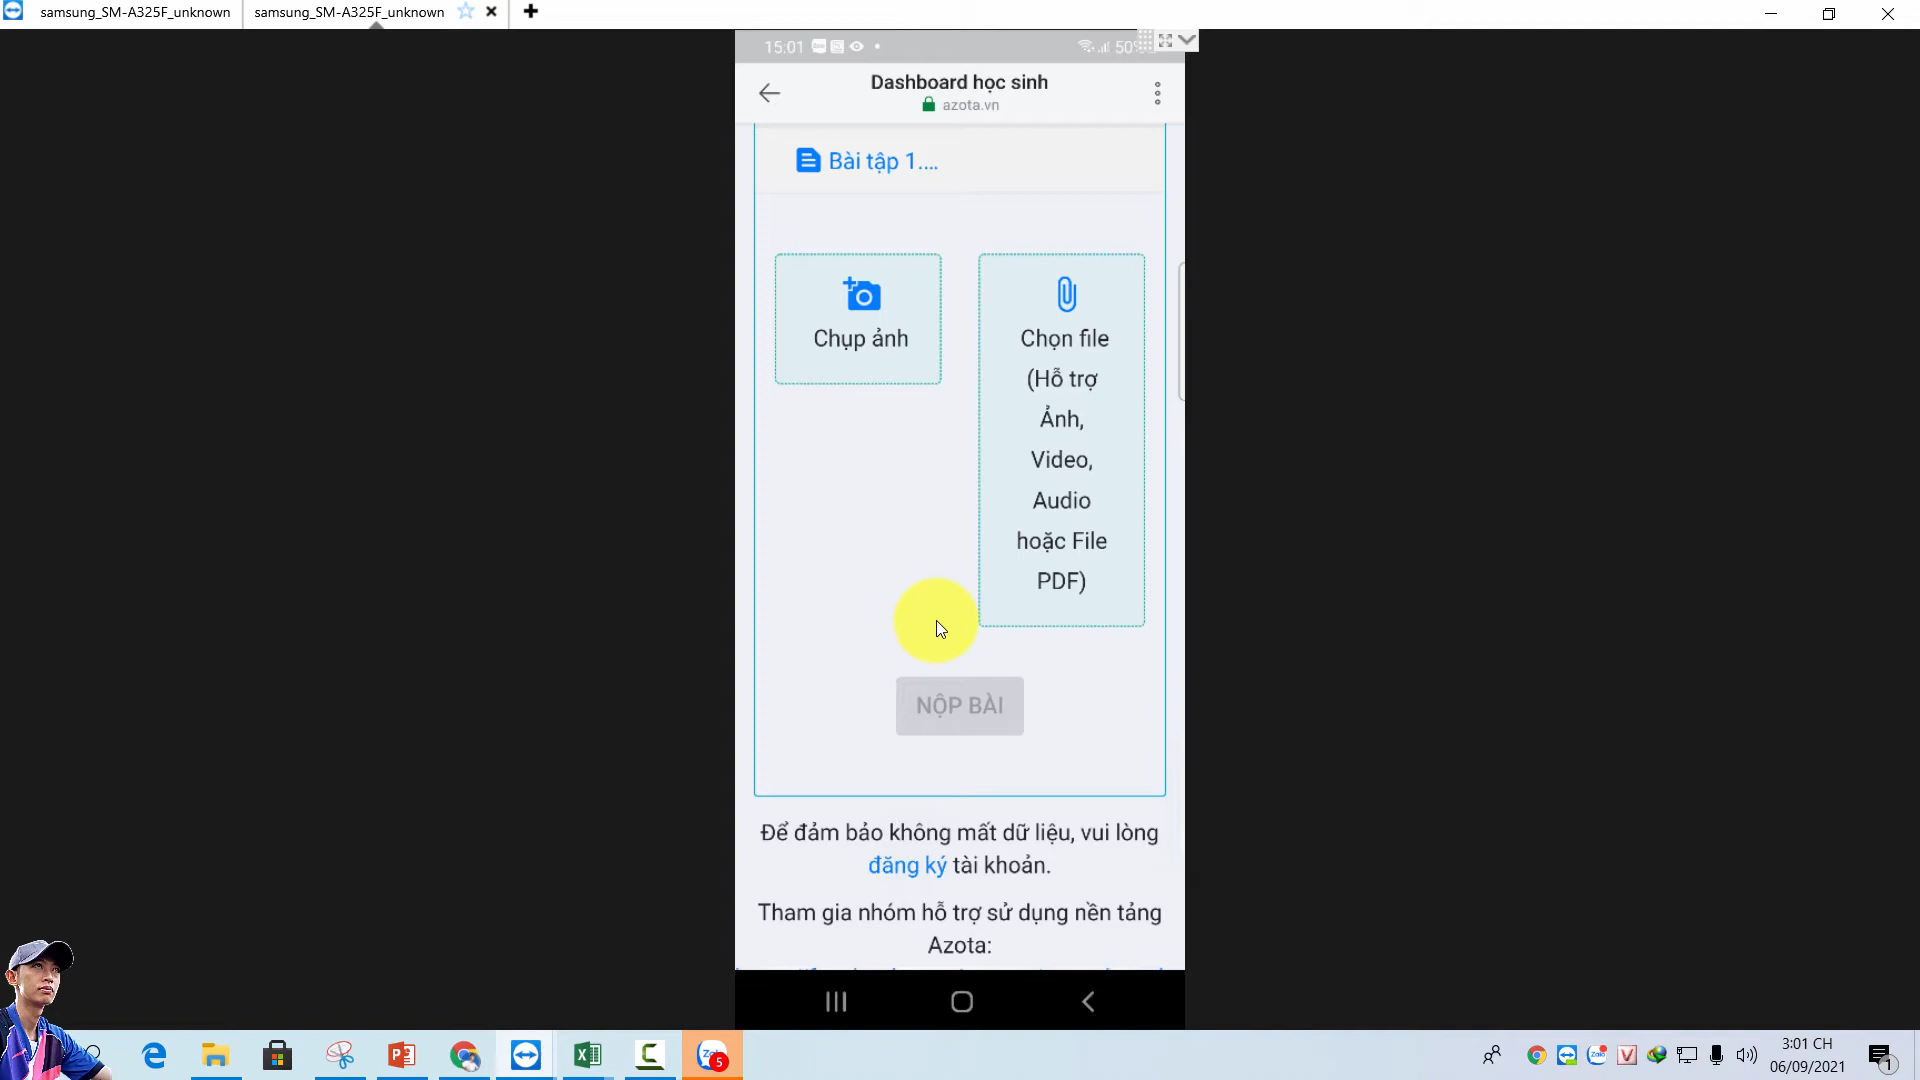 samsung_SM-A325F_unknown
samsung_SM-A325F_unknown
15:01
50%
Dashboard học sinh
azota.vn
Bài tập 1....
Chụp ảnh
Chọn file
(Hỗ trợ
Ảnh,
Video,
Audio
hoặc File
PDF)
NỘP BÀI
Để đảm bảo không mất dữ liệu, vui lòng
đăng ký tài khoản.
Tham gia nhóm hỗ trợ sử dụng nền tảng
Azota:
5
3:01 CH
06/09/2021
1